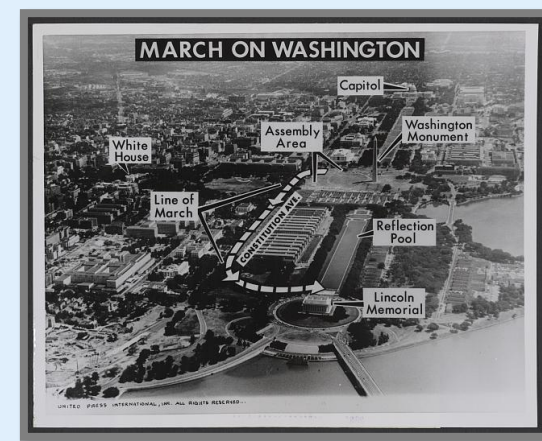 MARCH ON WASHINGTON
Capitol
Assembly
Area
Washington
Monument
White
House
Line of
March
CONSTITUTION AVE.
Reflection
Pool
Lincoln
Memorial
UNITED PRESS INTERNATIONAL, INC. ALL RIGHTS RESERVED...